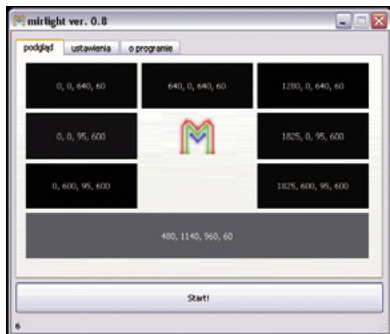 mirlight ver. 0.8
podgląd ustawienia o programie
0, 0, 640, 60 640, 0, 640, 60 1280, 0, 640, 60
0, 0, 95, 600 1825, 0, 95, 600
0, 600, 95, 600 1825, 600, 95, 600
480, 1140, 960, 60
Start!
6